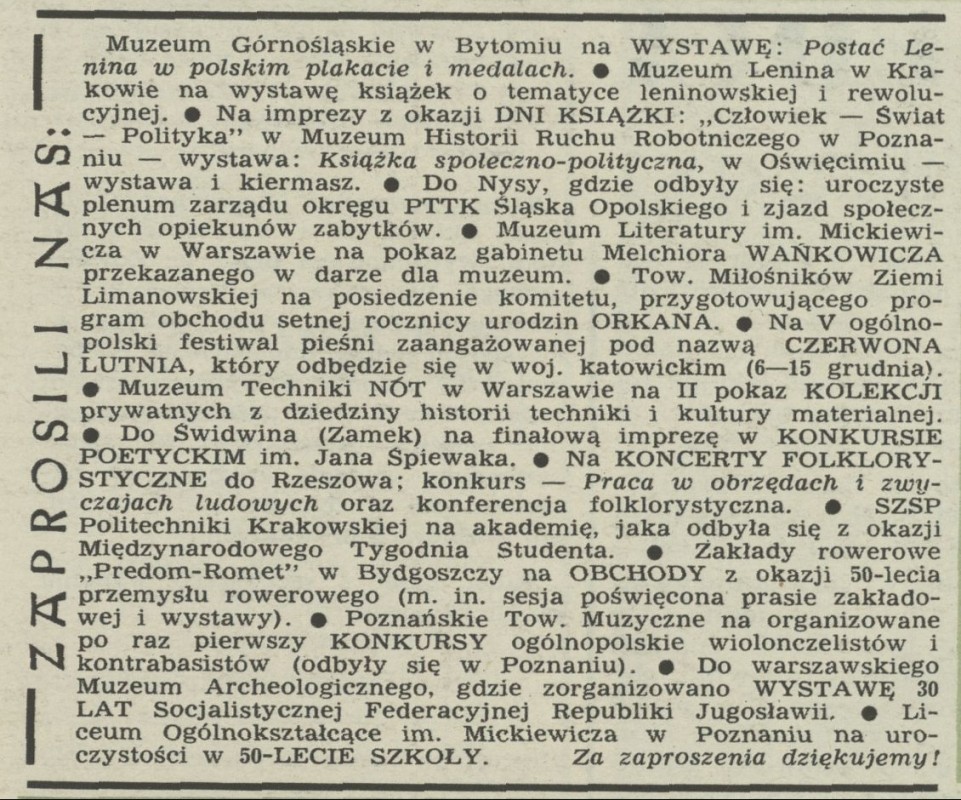 ZAPROSILI NAS:
Muzeum Górnośląskie w Bytomiu na WYSTAWĘ: Postać Le-
nina w polskim plakacie i medalach. ● Muzeum Lenina w Kra-
kowie na wystawę książek o tematyce leninowskiej i rewolu-
cyjnej. ● Na imprezy z okazji DNI KSIĄŻKI: „Człowiek — Świat
— Polityka” w Muzeum Historii Ruchu Robotniczego w Pozna-
niu — wystawa: Książka społeczno-polityczna, w Oświęcimiu —
wystawa i kiermasz. ● Do Nysy, gdzie odbyły się: uroczyste
plenum zarządu okręgu PTTK Śląska Opolskiego i zjazd społecz-
nych opiekunów zabytków. ● Muzeum Literatury im. Mickiewi-
cza w Warszawie na pokaz gabinetu Melchiora WAŃKOWICZA
przekazanego w darze dla muzeum. ● Tow. Miłośników Ziemi
Limanowskiej na posiedzenie komitetu, przygotowującego pro-
gram obchodu setnej rocznicy urodzin ORKANA. ● Na V ogólno-
polski festiwal pieśni zaangażowanej pod nazwą CZERWONA
LUTNIA, który odbędzie się w woj. katowickim (6—15 grudnia).
● Muzeum Techniki NOT w Warszawie na II pokaz KOLEKCJI
prywatnych z dziedziny historii techniki i kultury materialnej.
● Do Świdwina (Zamek) na finałową imprezę w KONKURSIE
POETYCKIM im. Jana Śpiewaka. ● Na KONCERTY FOLKLORY-
STYCZNE do Rzeszowa; konkurs — Praca w obrzędach i zwy-
czajach ludowych oraz konferencja folklorystyczna. ● SZSP
Politechniki Krakowskiej na akademię, jaka odbyła się z okazji
Międzynarodowego Tygodnia Studenta. ● Zakłady rowerowe
„Predom-Romet” w Bydgoszczy na OBCHODY z okazji 50-lecia
przemysłu rowerowego (m. in. sesja poświęcona prasie zakłado-
wej i wystawy). ● Poznańskie Tow. Muzyczne na organizowane
po raz pierwszy KONKURSY ogólnopolskie wiolonczelistów i
kontrabasistów (odbyły się w Poznaniu). ● Do warszawskiego
Muzeum Archeologicznego, gdzie zorganizowano WYSTAWĘ 30
LAT Socjalistycznej Federacyjnej Republiki Jugosławii. ● Li-
ceum Ogólnokształcące im. Mickiewicza w Poznaniu na uro-
czystości w 50-LECIE SZKOŁY. Za zaproszenia dziękujemy!